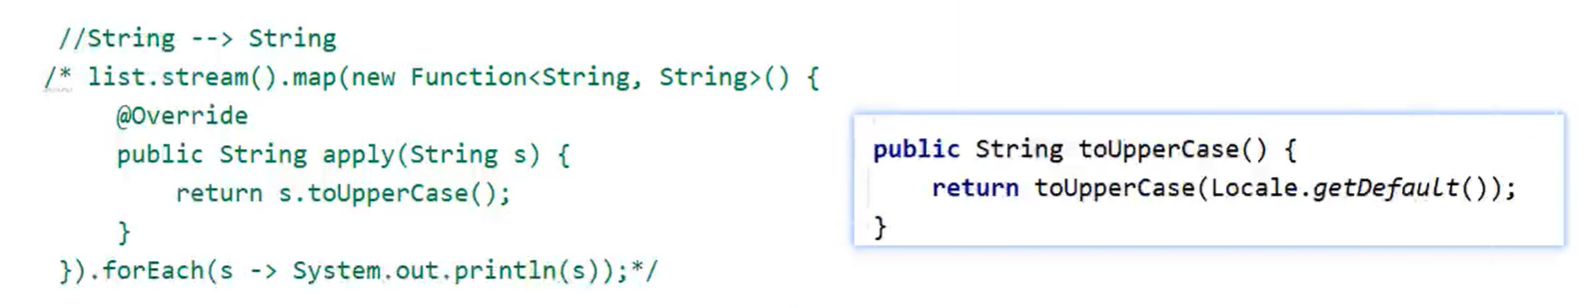 //String --> String
/* list.stream().map(new Function<String, String>() {
@Override
public String apply(String s) {
return s.toUpperCase();
}
}).forEach(s -> System.out.println(s));*/
public String toUpperCase() {
return toUpperCase(Locale.getDefault());
}